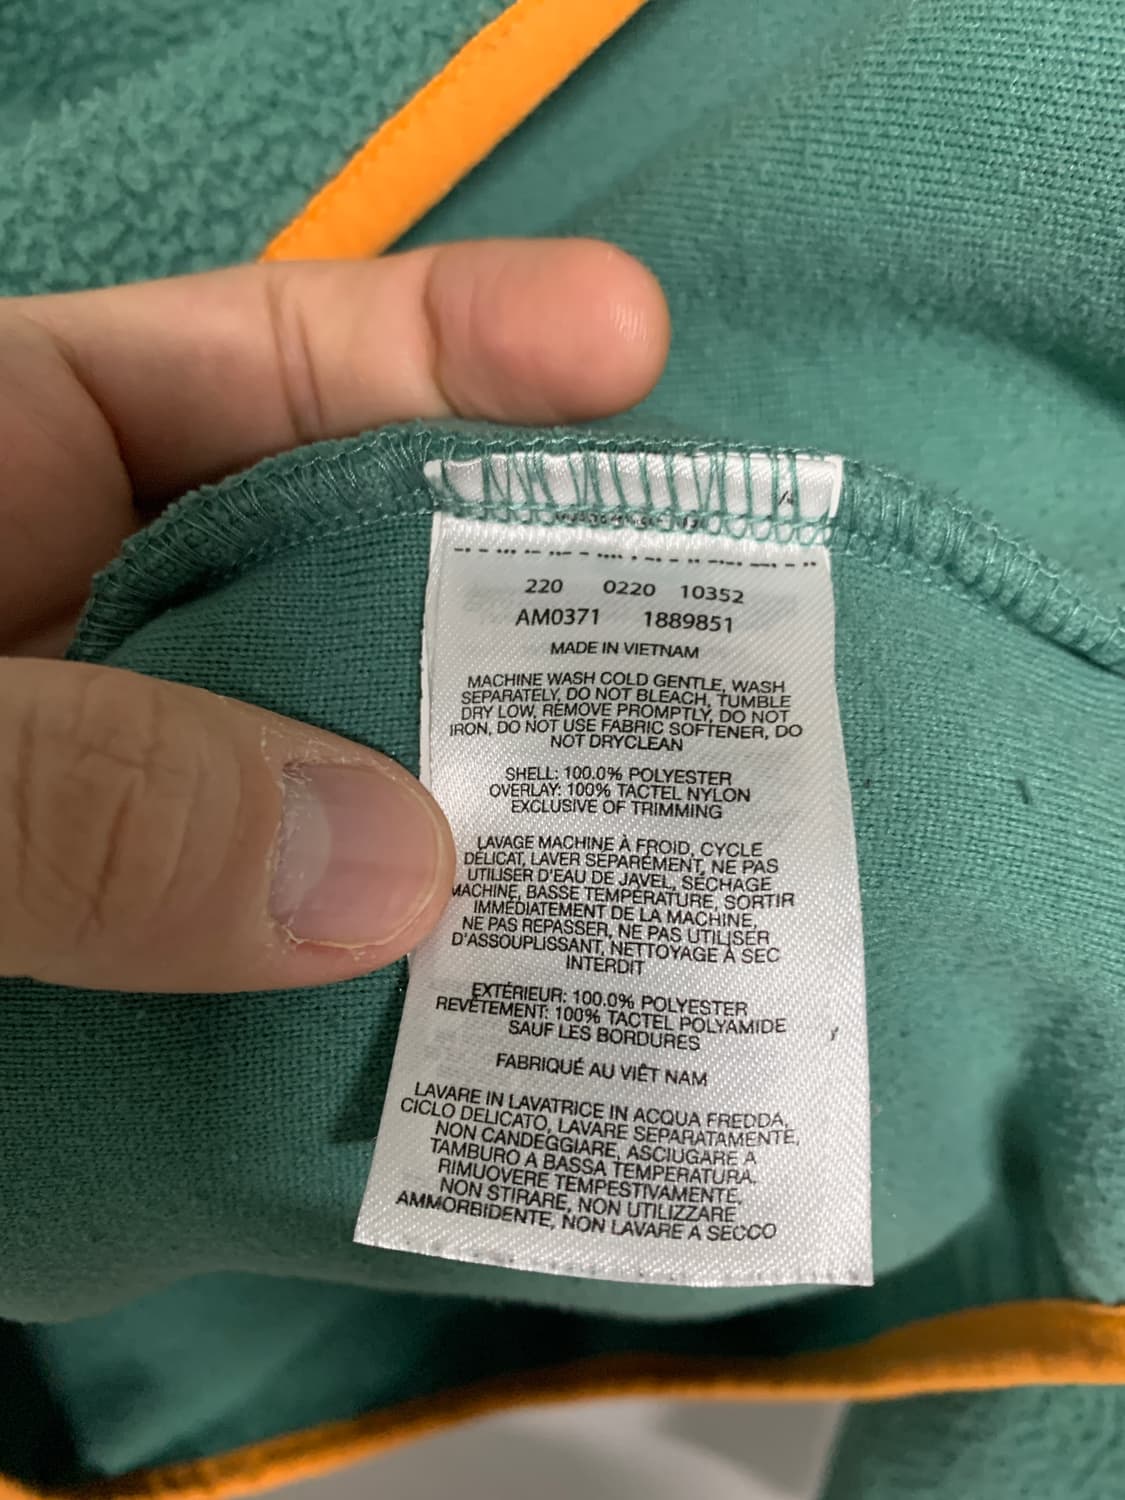 220 0220 10352
AM0371 1889851
MADE IN VIETNAM
MACHINE WASH COLD GENTLE, WASH
SEPARATELY, DO NOT BLEACH, TUMBLE
DRY LOW, REMOVE PROMPTLY, DO NOT
IRON, DO NOT USE FABRIC SOFTENER, DO
NOT DRYCLEAN
SHELL: 100.0% POLYESTER
OVERLAY: 100% TACTEL NYLON
EXCLUSIVE OF TRIMMING
LAVAGE MACHINE À FROID, CYCLE
DÉLICAT, LAVER SÉPARÉMENT, NE PAS
UTILISER D'EAU DE JAVEL, SÉCHAGE
MACHINE, BASSE TEMPÉRATURE, SORTIR
IMMÉDIATEMENT DE LA MACHINE,
NE PAS REPASSER, NE PAS UTILISER
D'ASSOUPLISSANT, NETTOYAGE À SEC
INTERDIT
EXTÉRIEUR: 100.0% POLYESTER
REVÊTEMENT: 100% TACTEL POLYAMIDE
SAUF LES BORDURES
FABRIQUÉ AU VIÊT NAM
LAVARE IN LAVATRICE IN ACQUA FREDDA,
CICLO DELICATO, LAVARE SEPARATAMENTE,
NON CANDEGGIARE, ASCIUGARE A
TAMBURO A BASSA TEMPERATURA.
RIMUOVERE TEMPESTIVAMENTE,
NON STIRARE, NON UTILIZZARE
AMMORBIDENTE, NON LAVARE A SECCO